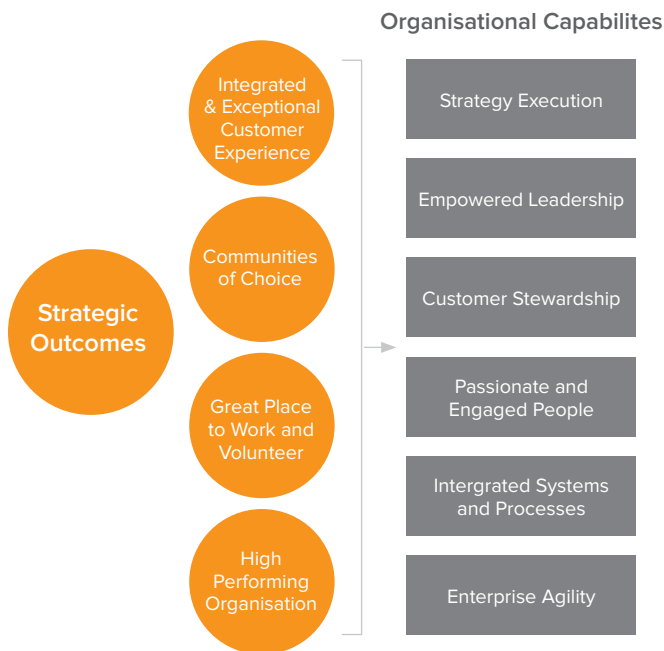 Organisational Capabilites
Strategic
Outcomes
Integrated
& Exceptional
Customer
Experience
Communities
of Choice
Great Place
to Work and
Volunteer
High
Performing
Organisation
Strategy Execution
Empowered Leadership
Customer Stewardship
Passionate and
Engaged People
Intergrated Systems
and Processes
Enterprise Agility